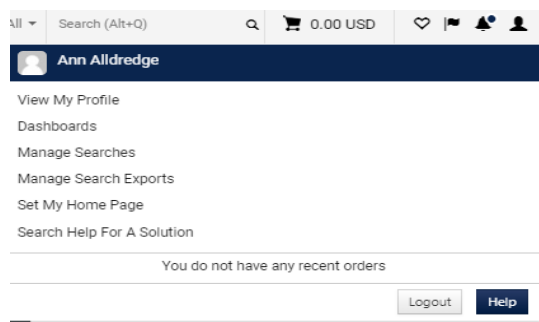 All Search (Alt+Q) 0.00 USD
Ann Alldredge
View My Profile
Dashboards
Manage Searches
Manage Search Exports
Set My Home Page
Search Help For A Solution
You do not have any recent orders
Logout Help